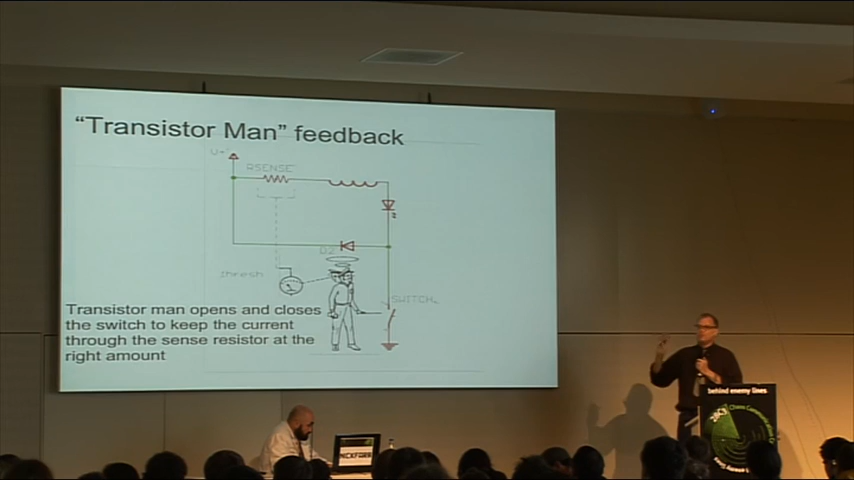 "Transistor Man" feedback
V+
RSENSE
D2
thresh
SWITCH
Transistor man opens and closes
the switch to keep the current
through the sense resistor at the
right amount
behind enemy lines
NICKFARR